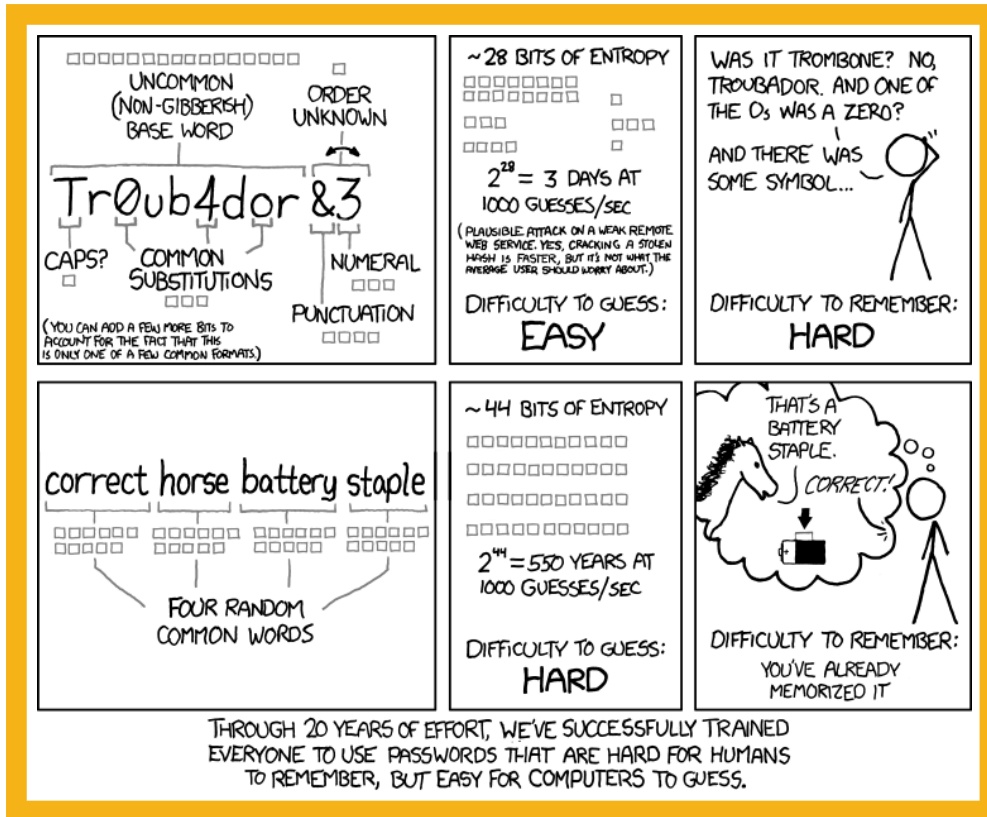 UNCOMMON
(NON-GIBBERISH)
BASE WORD
ORDER
UNKNOWN
Tr0ub4dor &3
CAPS?
COMMON
SUBSTITUTIONS
NUMERAL
PUNCTUATION
(YOU CAN ADD A FEW MORE BITS TO
ACCOUNT FOR THE FACT THAT THIS
IS ONLY ONE OF A FEW COMMON FORMATS.)
~28 BITS OF ENTROPY
2^28 = 3 DAYS AT
1000 GUESSES/SEC
(PLAUSIBLE ATTACK ON A WEAK REMOTE
WEB SERVICE. YES, CRACKING A STOLEN
HASH IS FASTER, BUT IT'S NOT WHAT THE
AVERAGE USER SHOULD WORRY ABOUT.)
DIFFICULTY TO GUESS:
EASY
WAS IT TROMBONE? NO,
TROUBADOR. AND ONE OF
THE Os WAS A ZERO?
AND THERE WAS
SOME SYMBOL...
DIFFICULTY TO REMEMBER:
HARD
correct horse battery staple
FOUR RANDOM
COMMON WORDS
~44 BITS OF ENTROPY
2^44 = 550 YEARS AT
1000 GUESSES/SEC
DIFFICULTY TO GUESS:
HARD
THAT'S A
BATTERY
STAPLE.
CORRECT!
DIFFICULTY TO REMEMBER:
YOU'VE ALREADY
MEMORIZED IT
THROUGH 20 YEARS OF EFFORT, WE'VE SUCCESSFULLY TRAINED
EVERYONE TO USE PASSWORDS THAT ARE HARD FOR HUMANS
TO REMEMBER, BUT EASY FOR COMPUTERS TO GUESS.